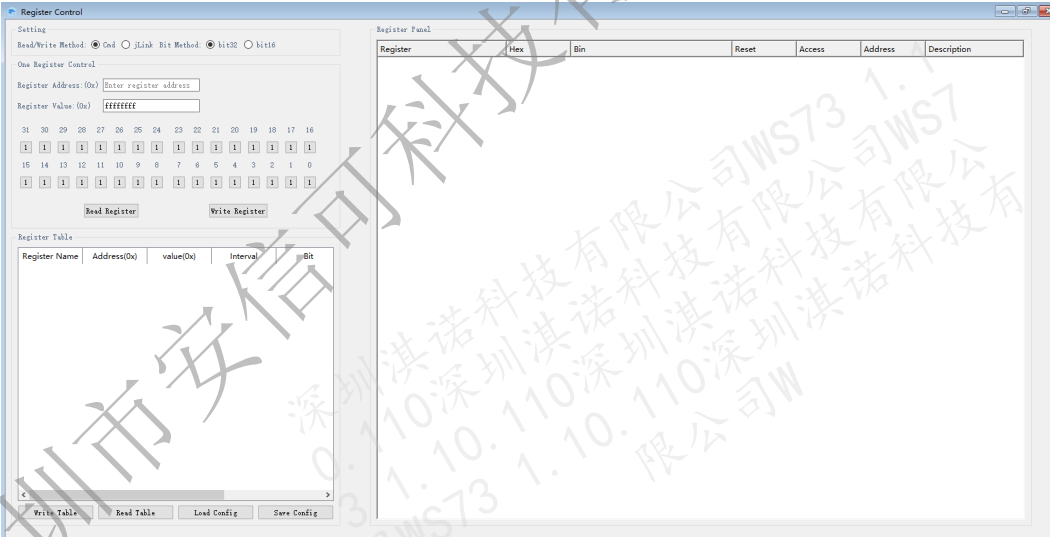 Register Control
Setting
Read/Write Method: Cmd jLink Bit Method: bit32 bit16
One Register Control
Register Address:(0x) Enter register address
Register Value:(0x) ffffffff
31 30 29 28 27 26 25 24 23 22 21 20 19 18 17 16
1 1 1 1 1 1 1 1 1 1 1 1 1 1 1 1
15 14 13 12 11 10 9 8 7 6 5 4 3 2 1 0
1 1 1 1 1 1 1 1 1 1 1 1 1 1 1 1
Read Register Write Register
Register Table
Register Name Address(0x) value(0x) Interval Bit
Write Table Read Table Load Config Save Config
Register Panel
Register Hex Bin Reset Access Address Description
圳市安信可科技有
深圳淇诺科技有限公司WS73 1.1
0.110深圳淇诺科技有限公司WS7
3 1.10.110深圳淇诺科技有限公
司WS73 1.10.110深圳淇诺科技有
限公司W